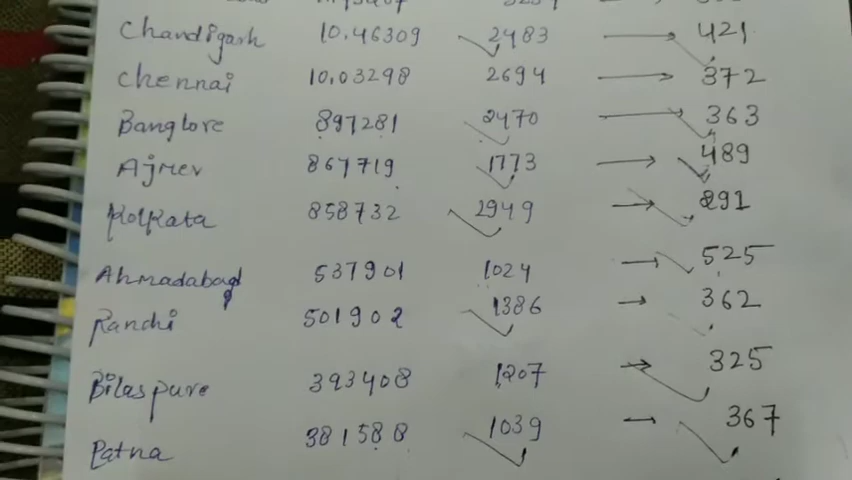 Chandigarh 10.46309 2483 → 421
Chennai 10.03298 2694 → 372
Banglore 897281 2470 → 363
Ajmer 867719 1773 → 489
Kolkata 858732 2949 → 291
Ahmadabad 537901 1024 → 525
Ranchi 501902 1386 → 362
Bilaspure 393408 1207 → 325
Patna 381588 1039 → 367